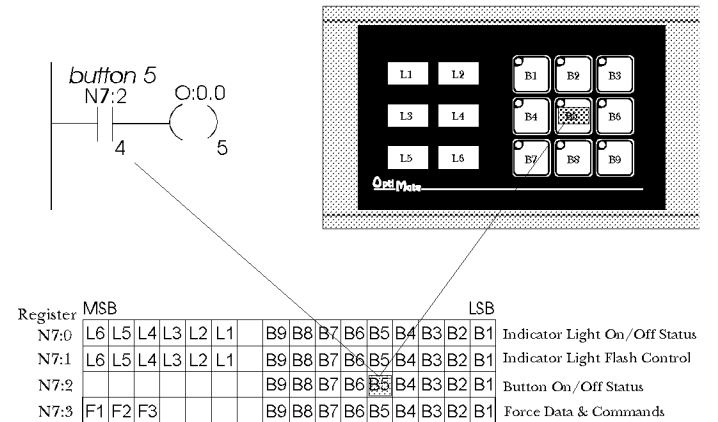 button 5
N7:2
O:0.0
4
5
L1 L2
B1 B2 B3
L3 L4
B4 B5 B6
L5 L6
B7 B8 B9
Opti Mate
Register MSB LSB
N7:0 L6 L5 L4 L3 L2 L1 B9 B8 B7 B6 B5 B4 B3 B2 B1 Indicator Light On/Off Status
N7:1 L6 L5 L4 L3 L2 L1 B9 B8 B7 B6 B5 B4 B3 B2 B1 Indicator Light Flash Control
N7:2 B9 B8 B7 B6 B5 B4 B3 B2 B1 Button On/Off Status
N7:3 F1 F2 F3 B9 B8 B7 B6 B5 B4 B3 B2 B1 Force Data & Commands